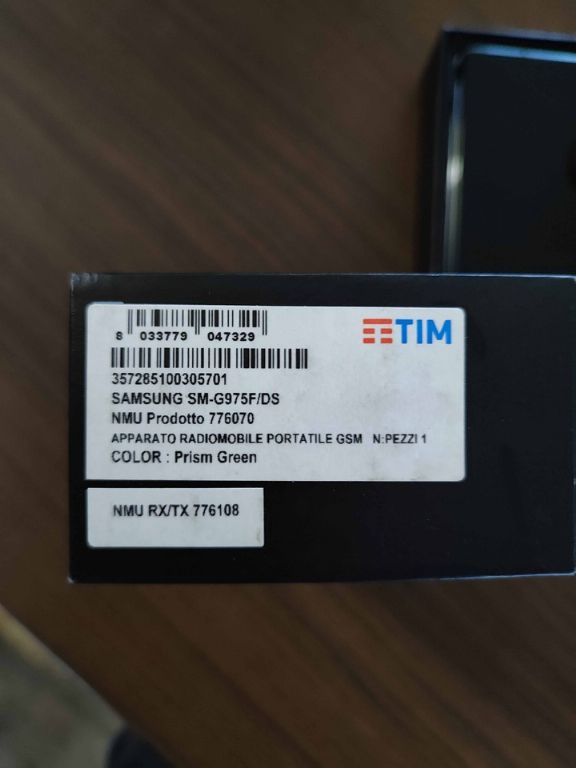 8 033779 047329
TIM
357285100305701
SAMSUNG SM-G975F/DS
NMU Prodotto 776070
APPARATO RADIOMOBILE PORTATILE GSM N:PEZZI 1
COLOR : Prism Green
NMU RX/TX 776108